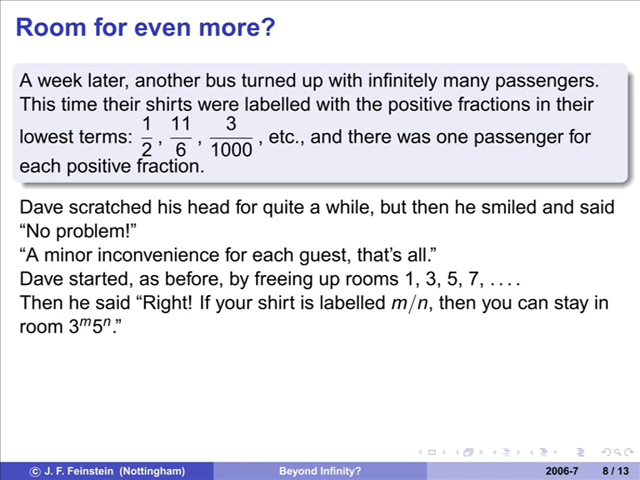 Room for even more?
A week later, another bus turned up with infinitely many passengers.
This time their shirts were labelled with the positive fractions in their
lowest terms: 1/2, 11/6, 3/1000, etc., and there was one passenger for
each positive fraction.
Dave scratched his head for quite a while, but then he smiled and said
“No problem!”
“A minor inconvenience for each guest, that’s all.”
Dave started, as before, by freeing up rooms 1, 3, 5, 7, ….
Then he said “Right! If your shirt is labelled m/n, then you can stay in
room 3ᵐ5ⁿ.”
© J. F. Feinstein (Nottingham) Beyond Infinity? 2006-7 8 / 13